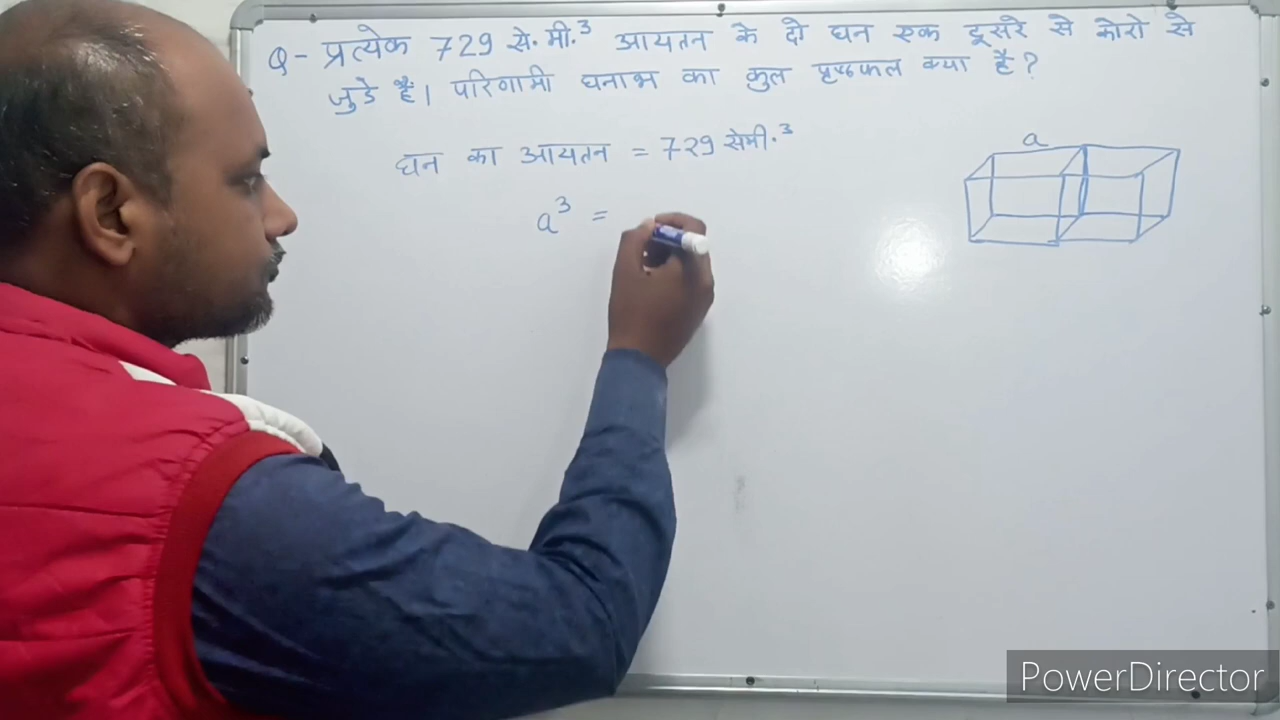 Q- प्रत्येक 729 से.मी.³ आयतन के दो घन एक दूसरे से कोरो से
जुडे हैं। परिणामी घनाभ का कुल पृष्ठफल क्या है?
घन का आयतन = 729 सेमी.³
a
a³ =
PowerDirector